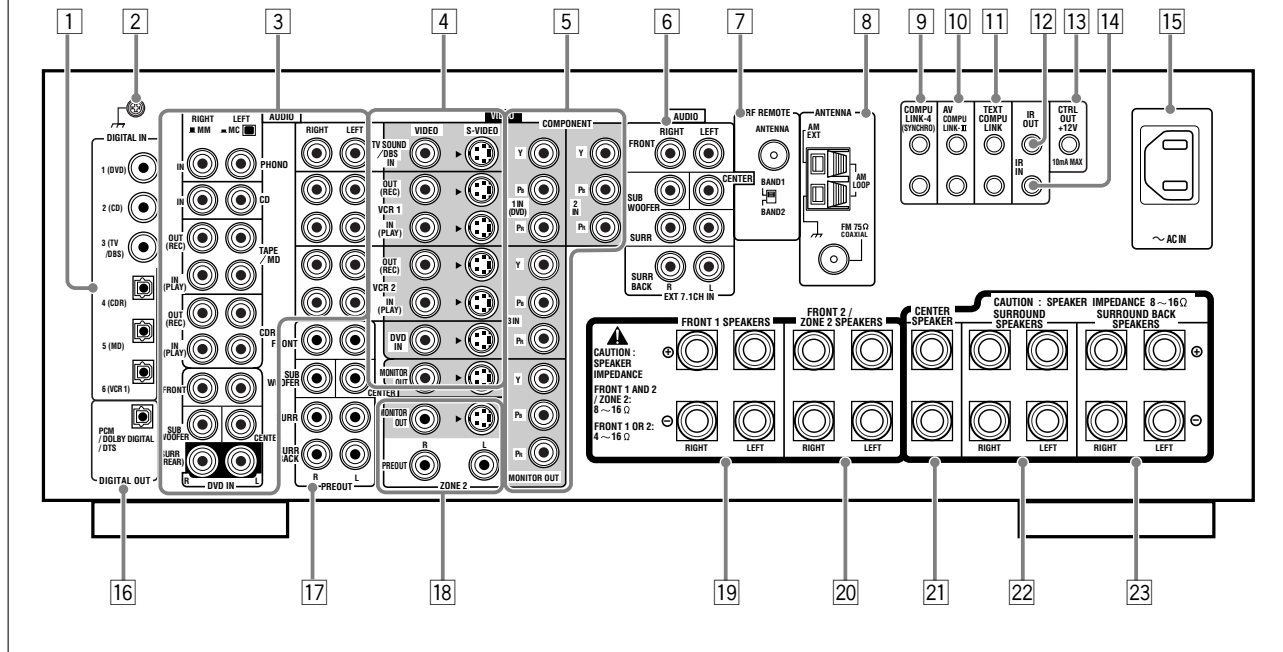 1 2 3 4 5 6 7 8 9 10 11 12 13 14 15
DIGITAL IN
1 (DVD)
2 (CD)
3 (TV
/DBS)
4 (CDR)
5 (MD)
6 (VCR 1)
PCM
/ DOLBY DIGITAL
/ DTS
DIGITAL OUT
AUDIO
RIGHT LEFT
MM MC
IN PHONO
IN CD
OUT
(REC)
TAPE
/ MD
IN
(PLAY)
OUT
(REC)
CDR
IN
(PLAY)
FRONT
SUB
WOOFER
CENTE
SURR
(REAR)
R DVD IN L
RIGHT LEFT
FRONT
SUB
WOOFER
CENTER
SURR
SURR
BACK
R PREOUT L
VIDEO
VIDEO S-VIDEO
TV SOUND
/DBS
IN
OUT
(REC)
VCR 1
IN
(PLAY)
OUT
(REC)
VCR 2
IN
(PLAY)
DVD
IN
MONITOR
OUT
MONITOR
OUT
R L
PREOUT
ZONE 2
COMPONENT
Y Y
PB PB
1 IN
(DVD)
2
IN
PR PR
Y
PB
3 IN
PR
Y
PB
PR
MONITOR OUT
AUDIO
RIGHT LEFT
FRONT
CENTER
SUB
WOOFER
SURR
SURR
BACK
R L
EXT 7.1CH IN
RF REMOTE
ANTENNA
BAND1
BAND2
ANTENNA
AM
EXT
AM
LOOP
FM 75Ω
COAXIAL
COMPU
LINK-4
(SYNCHRO)
AV
COMPU
LINK-II
TEXT
COMPU
LINK
IR
OUT
IR
IN
CTRL
OUT
+12V
10mA MAX
∼ AC IN
CAUTION :
SPEAKER
IMPEDANCE
FRONT 1 AND 2
/ ZONE 2:
8∼16 Ω
FRONT 1 OR 2:
4∼16 Ω
FRONT 1 SPEAKERS
⊕
⊖
RIGHT LEFT
FRONT 2 /
ZONE 2 SPEAKERS
RIGHT LEFT
CENTER
SPEAKER
CAUTION : SPEAKER IMPEDANCE 8∼16Ω
SURROUND
SPEAKERS
RIGHT LEFT
SURROUND BACK
SPEAKERS
⊕
⊖
RIGHT LEFT
16 17 18 19 20 21 22 23